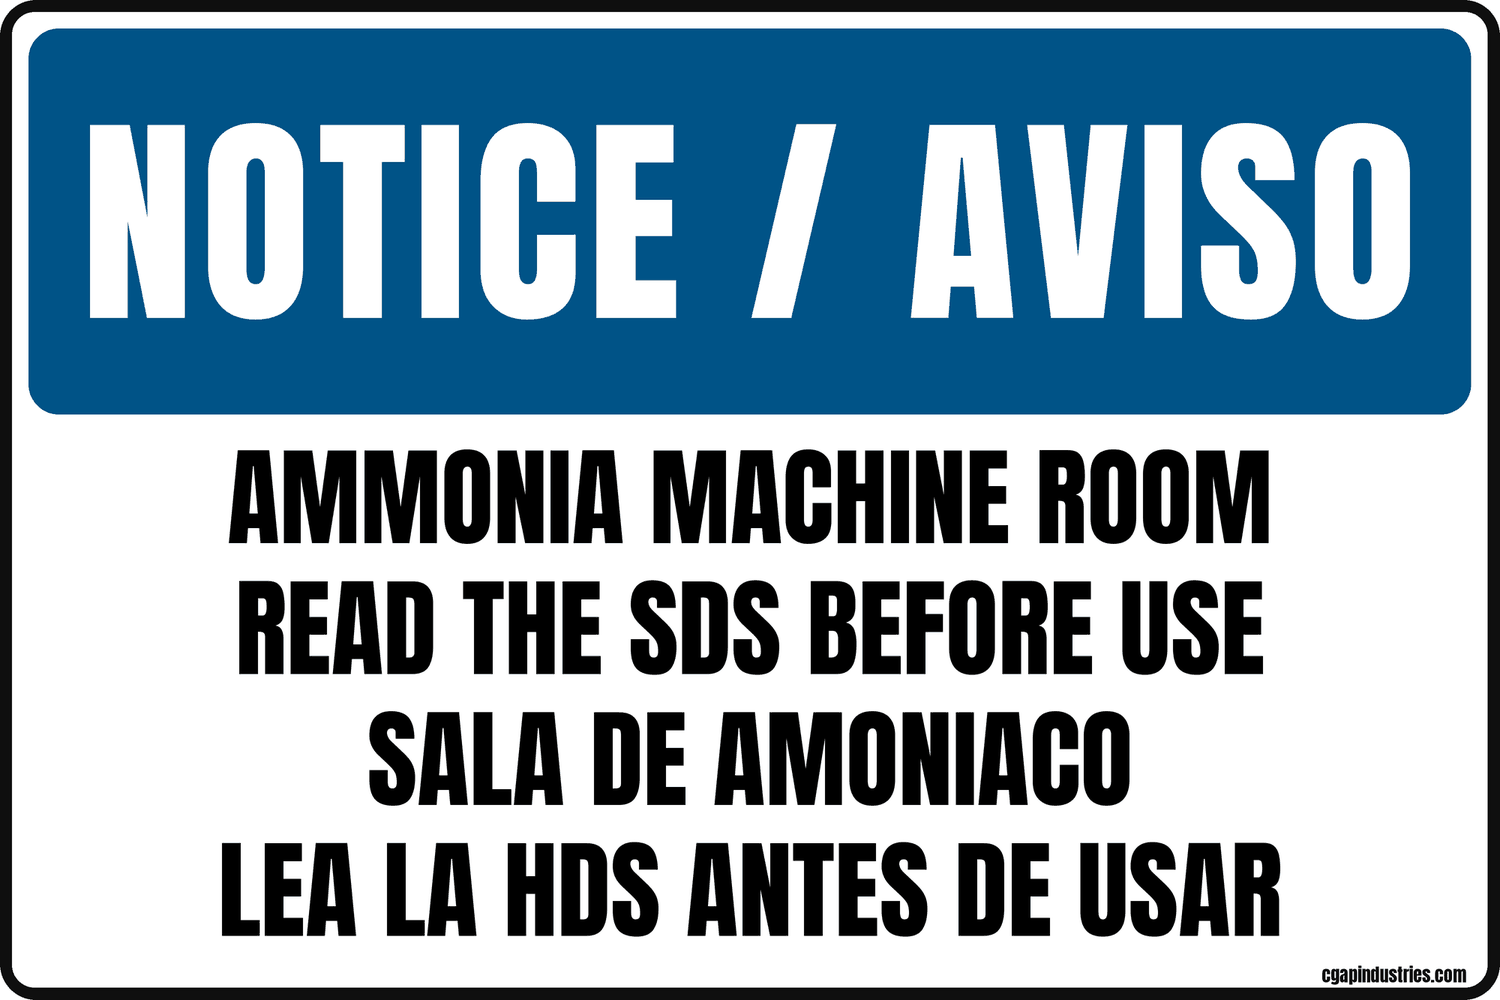 NOTICE / AVISO
AMMONIA MACHINE ROOM
READ THE SDS BEFORE USE
SALA DE AMONIACO
LEA LA HDS ANTES DE USAR
cgapindustries.com